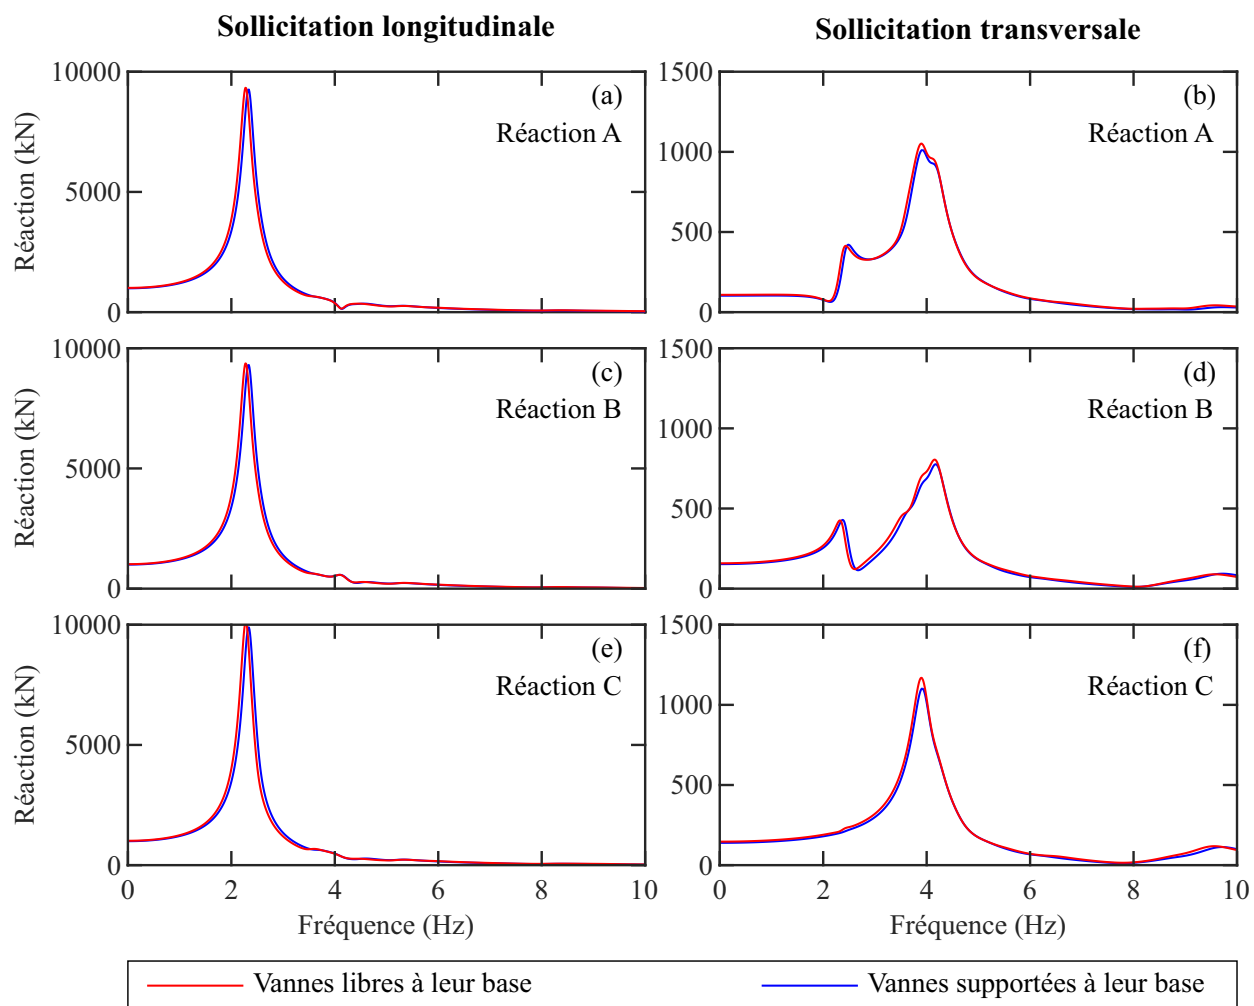 Sollicitation longitudinale
Sollicitation transversale
10000
5000
0
Réaction (kN)
(a)
Réaction A
1500
1000
500
0
(b)
Réaction A
10000
5000
0
Réaction (kN)
(c)
Réaction B
1500
1000
500
0
(d)
Réaction B
10000
5000
0
Réaction (kN)
(e)
Réaction C
0 2 4 6 8 10
Fréquence (Hz)
1500
1000
500
0
(f)
Réaction C
0 2 4 6 8 10
Fréquence (Hz)
Vannes libres à leur base
Vannes supportées à leur base